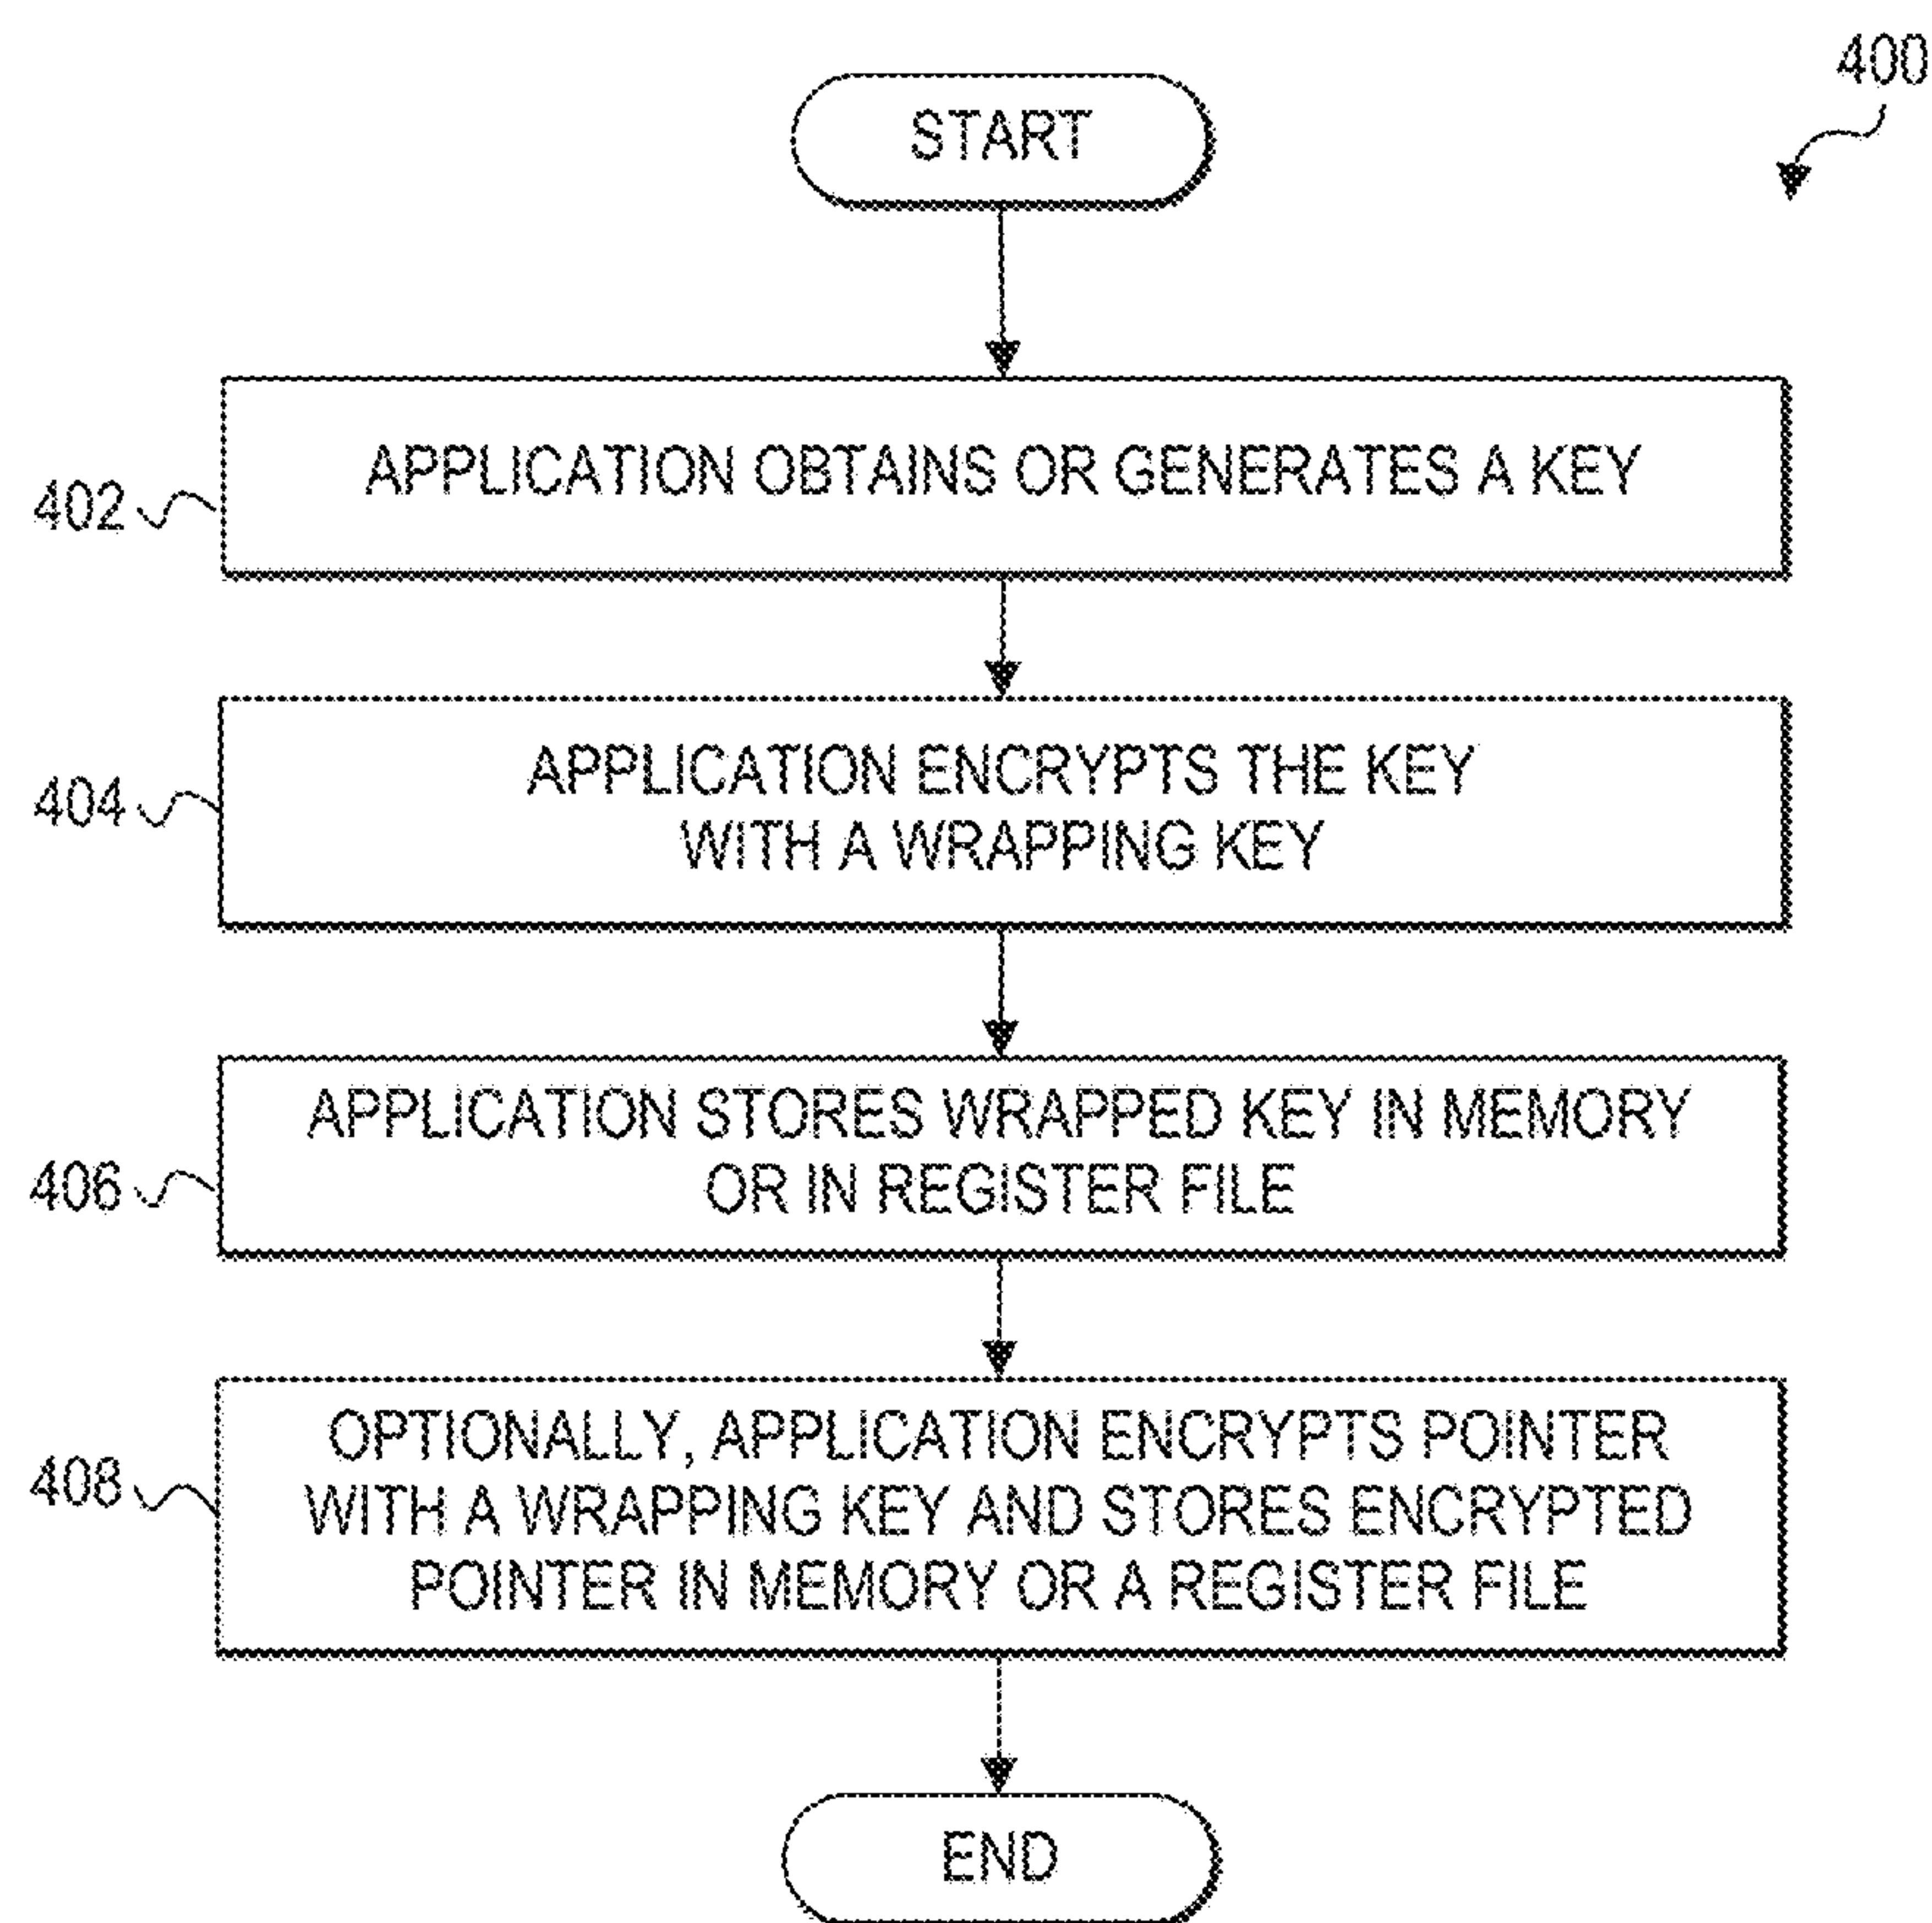 400
START
APPLICATION OBTAINS OR GENERATES A KEY
402
APPLICATION ENCRYPTS THE KEY
WITH A WRAPPING KEY
404
APPLICATION STORES WRAPPED KEY IN MEMORY
OR IN REGISTER FILE
406
OPTIONALLY, APPLICATION ENCRYPTS POINTER
WITH A WRAPPING KEY AND STORES ENCRYPTED
POINTER IN MEMORY OR A REGISTER FILE
408
END